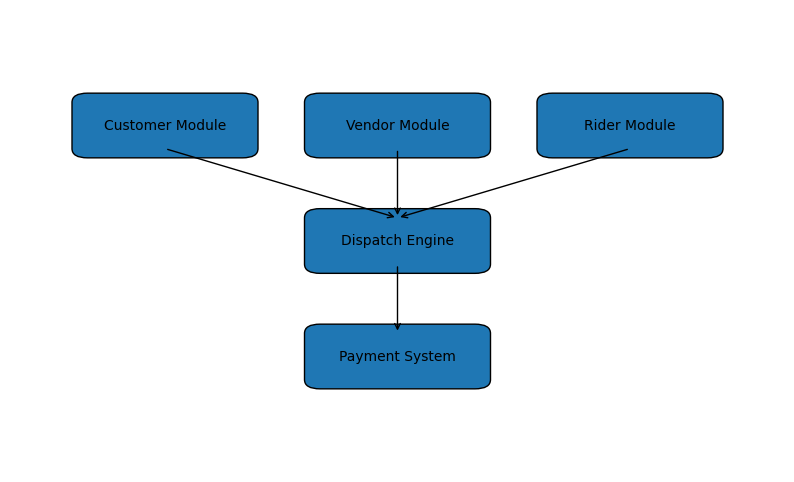 Customer Module
Vendor Module
Rider Module
Dispatch Engine
Payment System